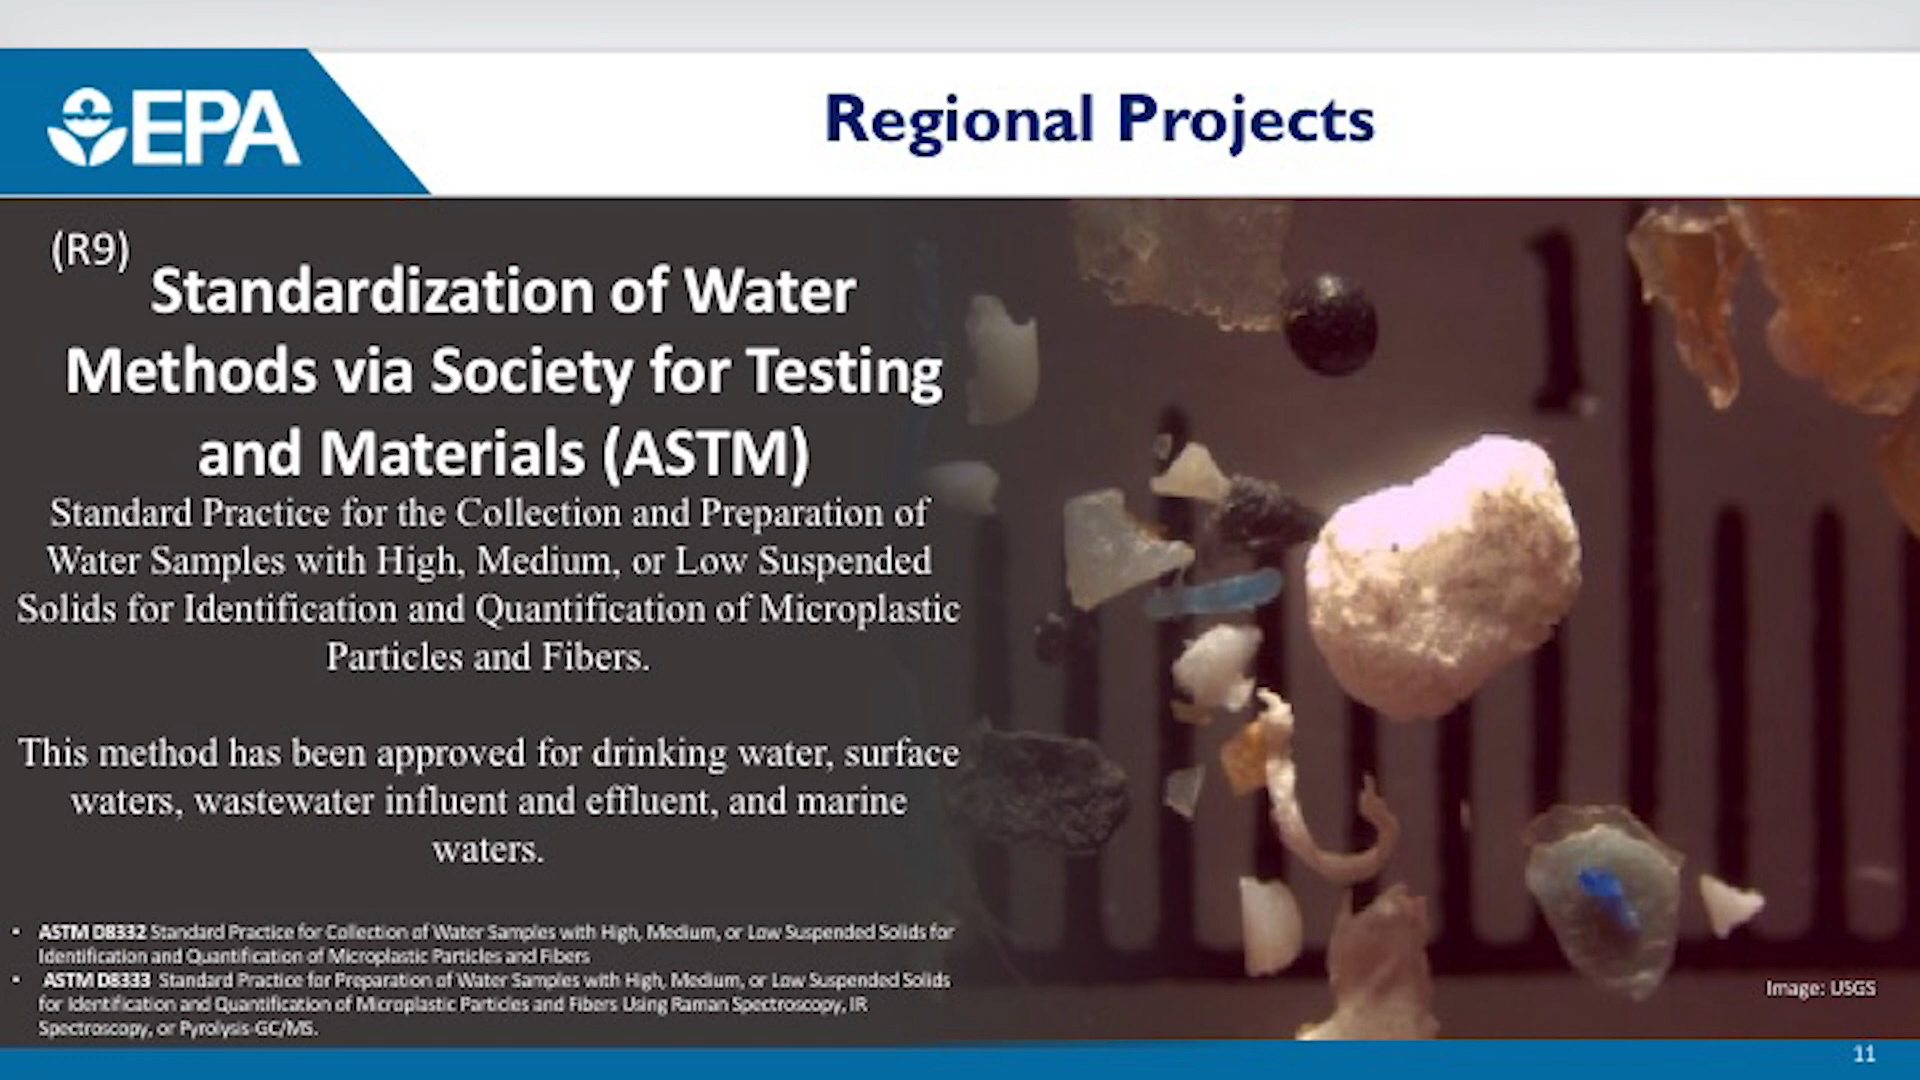 EPA
Regional Projects
(R9)
Standardization of Water
Methods via Society for Testing
and Materials (ASTM)
Standard Practice for the Collection and Preparation of
Water Samples with High, Medium, or Low Suspended
Solids for Identification and Quantification of Microplastic
Particles and Fibers.
This method has been approved for drinking water, surface
waters, wastewater influent and effluent, and marine
waters.
• ASTM D8332 Standard Practice for Collection of Water Samples with High, Medium, or Low Suspended Solids for
Identification and Quantification of Microplastic Particles and Fibers
• ASTM D8333 Standard Practice for Preparation of Water Samples with High, Medium, or Low Suspended Solids
for Identification and Quantification of Microplastic Particles and Fibers Using Raman Spectroscopy, IR
Spectroscopy, or Pyrolysis-GC/MS.
1
Image: USGS
11